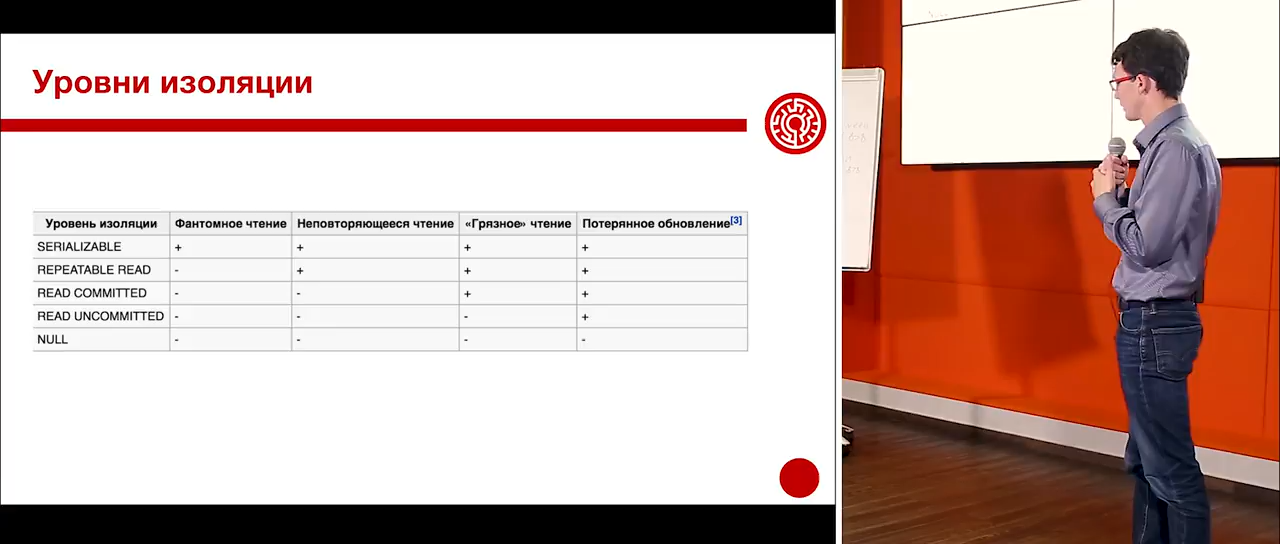 Уровни изоляции
Уровень изоляции Фантомное чтение Неповторяющееся чтение «Грязное» чтение Потерянное обновление[3]
SERIALIZABLE + + + +
REPEATABLE READ - + + +
READ COMMITTED - - + +
READ UNCOMMITTED - - - +
NULL - - - -